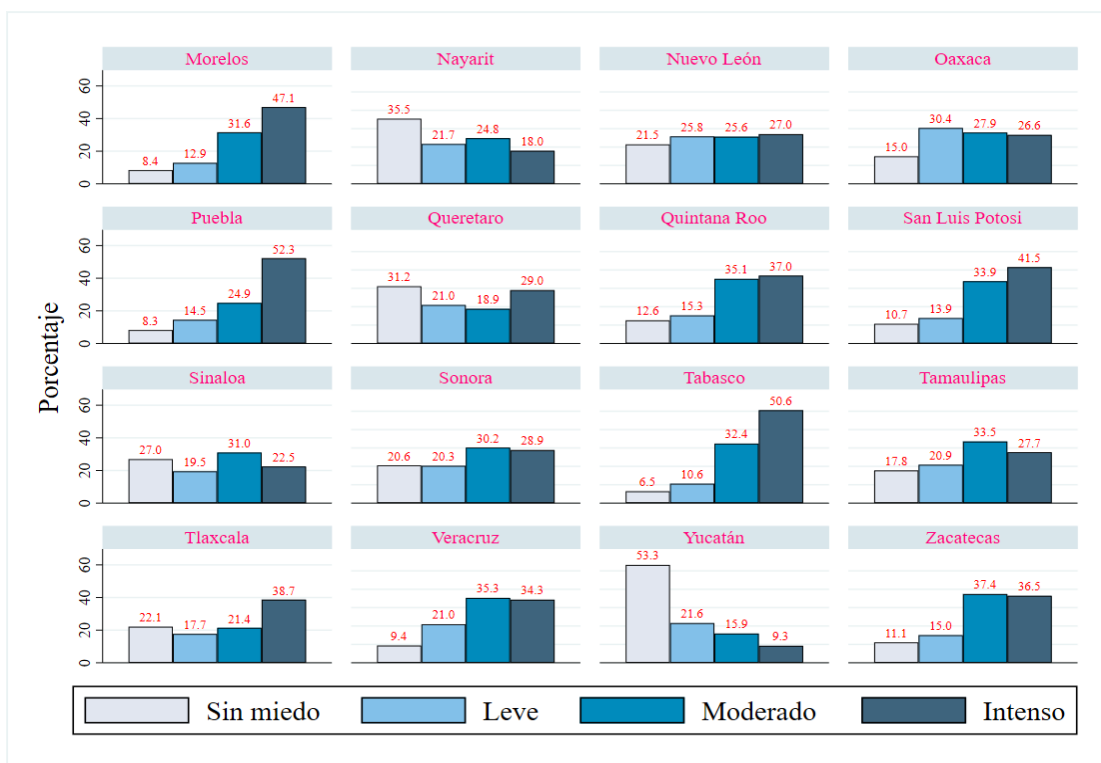 Morelos Nayarit Nuevo León Oaxaca
60
40
20
0
8.4 12.9 31.6 47.1
35.5 21.7 24.8 18.0
21.5 25.8 25.6 27.0
15.0 30.4 27.9 26.6
Puebla Queretaro Quintana Roo San Luis Potosi
60
40
20
0
8.3 14.5 24.9 52.3
31.2 21.0 18.9 29.0
12.6 15.3 35.1 37.0
10.7 13.9 33.9 41.5
Porcentaje
Sinaloa Sonora Tabasco Tamaulipas
60
40
20
0
27.0 19.5 31.0 22.5
20.6 20.3 30.2 28.9
6.5 10.6 32.4 50.6
17.8 20.9 33.5 27.7
Tlaxcala Veracruz Yucatán Zacatecas
60
40
20
0
22.1 17.7 21.4 38.7
9.4 21.0 35.3 34.3
53.3 21.6 15.9 9.3
11.1 15.0 37.4 36.5
Sin miedo Leve Moderado Intenso